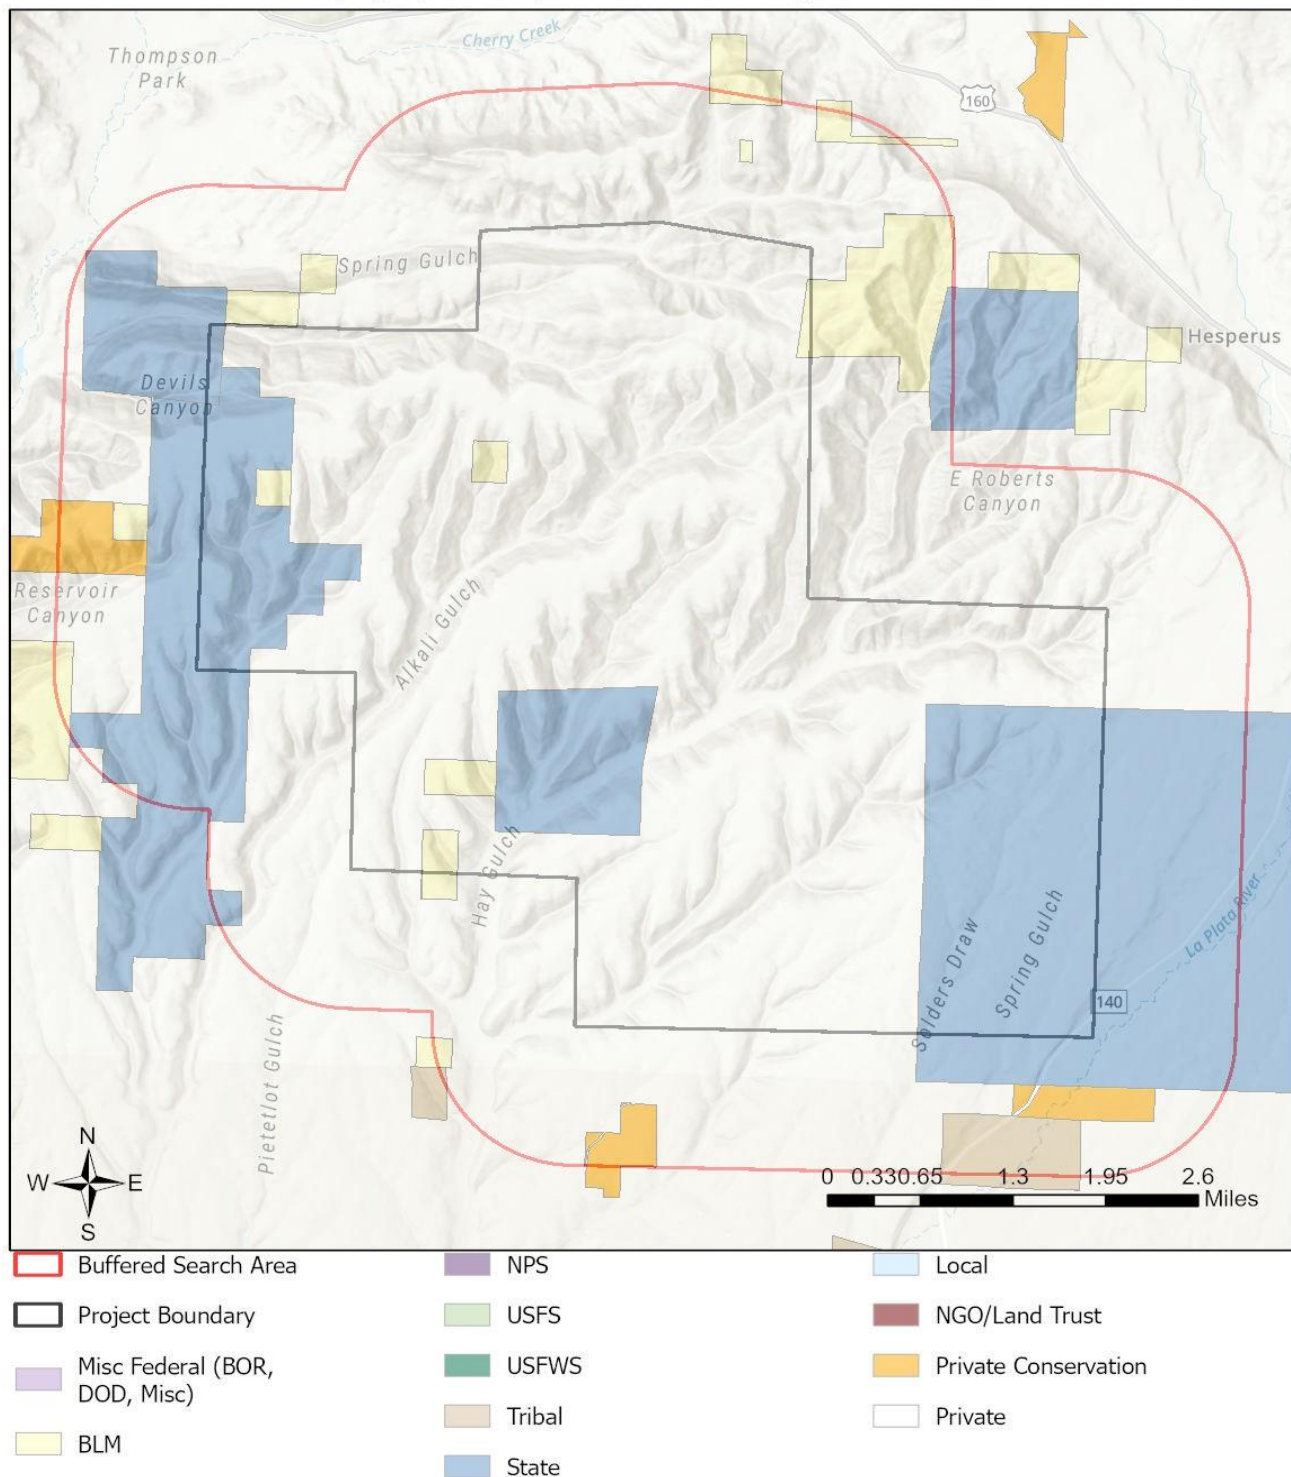 Cherry Creek
Thompson
Park
160
Spring Gulch
Hesperus
Devils
Canyon
E Roberts
Canyon
Reservoir
Canyon
Alkali Gulch
Hay Gulch
La Plata River
Solders Draw
Spring Gulch
140
Pietetlot Gulch
N
W
E
S
0 0.33 0.65 1.3 1.95 2.6
Miles
Buffered Search Area
Project Boundary
Misc Federal (BOR,
DOD, Misc)
BLM
NPS
USFS
USFWS
Tribal
State
Local
NGO/Land Trust
Private Conservation
Private